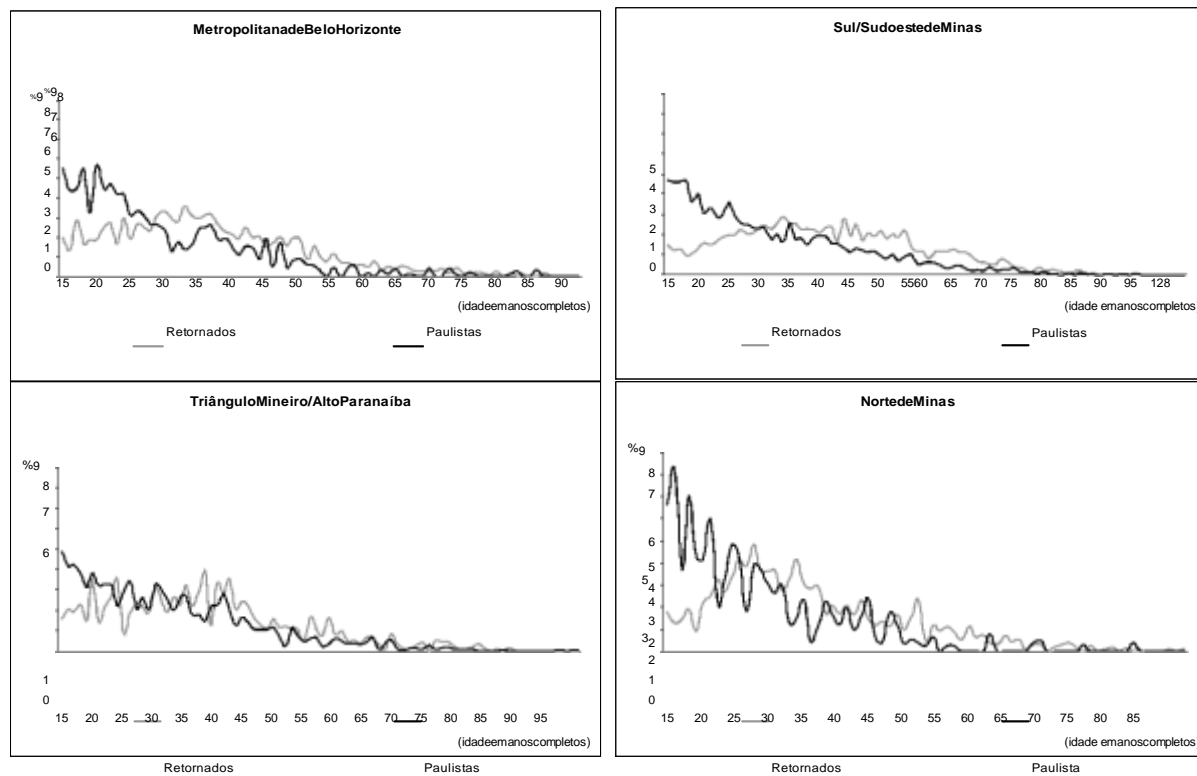 MetropolitanadeBeloHorizonte
%9
%9
8
8
7
7
6
6
5
4
3
2
1
0
15 20 25 30 35 40 45 50 55 60 65 70 75 80 85 90
(idadeemanoscompletos)
Retornados Paulistas
Sul/SudoestedeMinas
5
4
3
2
1
0
15 20 25 30 35 40 45 50 5560 65 70 75 80 85 90 95 128
(idade emanoscompletos)
Retornados Paulistas
TriânguloMineiro/AltoParanaíba
%9
8
8
7
6
1
0
15 20 25 30 35 40 45 50 55 60 65 70 75 80 85 90 95
(idadeemanoscompletos)
Retornados Paulistas
NortedeMinas
%9
8
7
6
5
5
4
4
3
32
2
1
0
15 20 25 30 35 40 45 50 55 60 65 70 75 80 85
(idade emanoscompletos)
Retornados Paulista